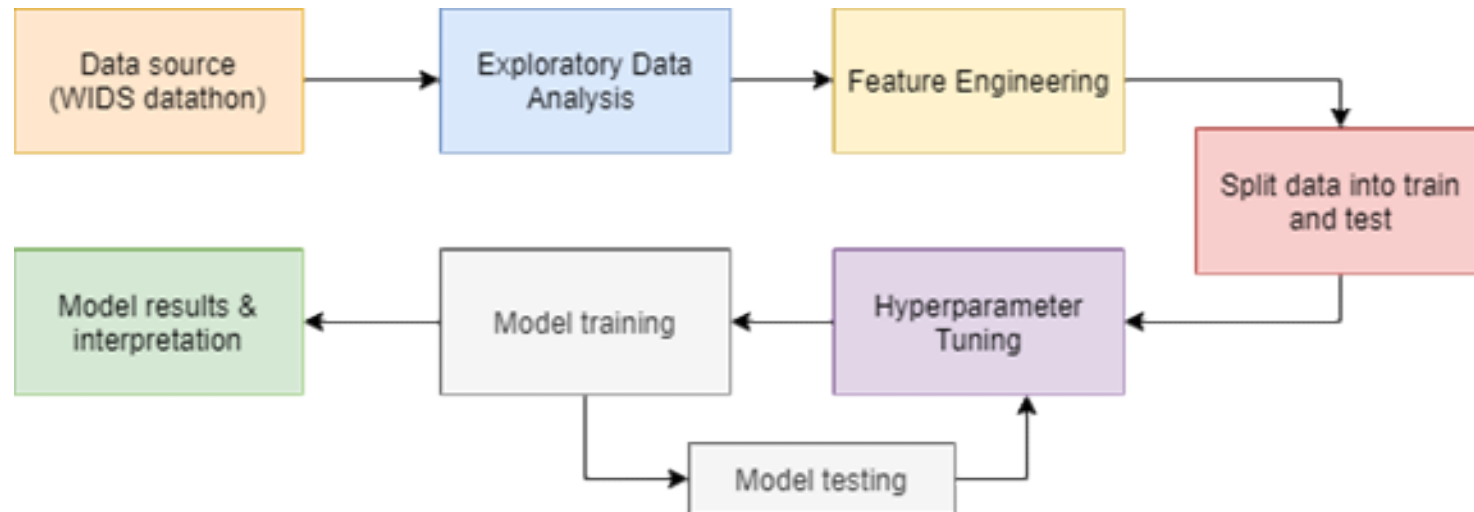 Data source
(WIDS datathon)
Exploratory Data
Analysis
Feature Engineering
Split data into train
and test
Hyperparameter
Tuning
Model training
Model results &
interpretation
Model testing